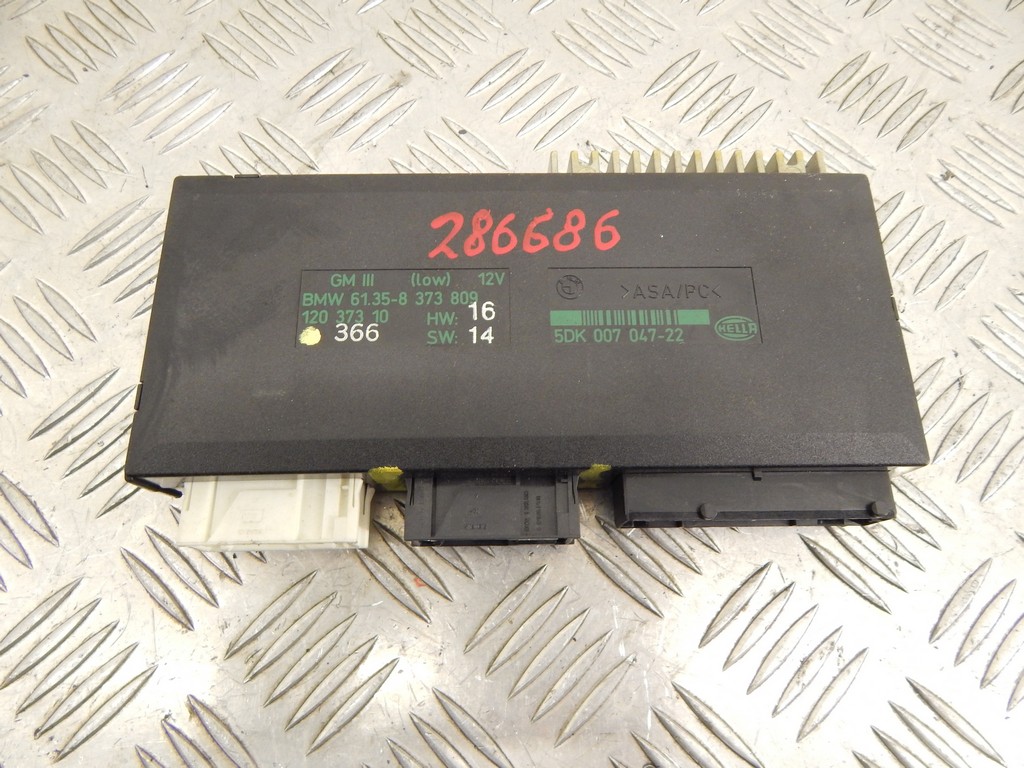 286686
GM III (low) 12V
BMW 61.35-8 373 809
120 373 10 HW: 16
366 SW: 14
>ASA/PC<
5DK 007 047-22 HELLA